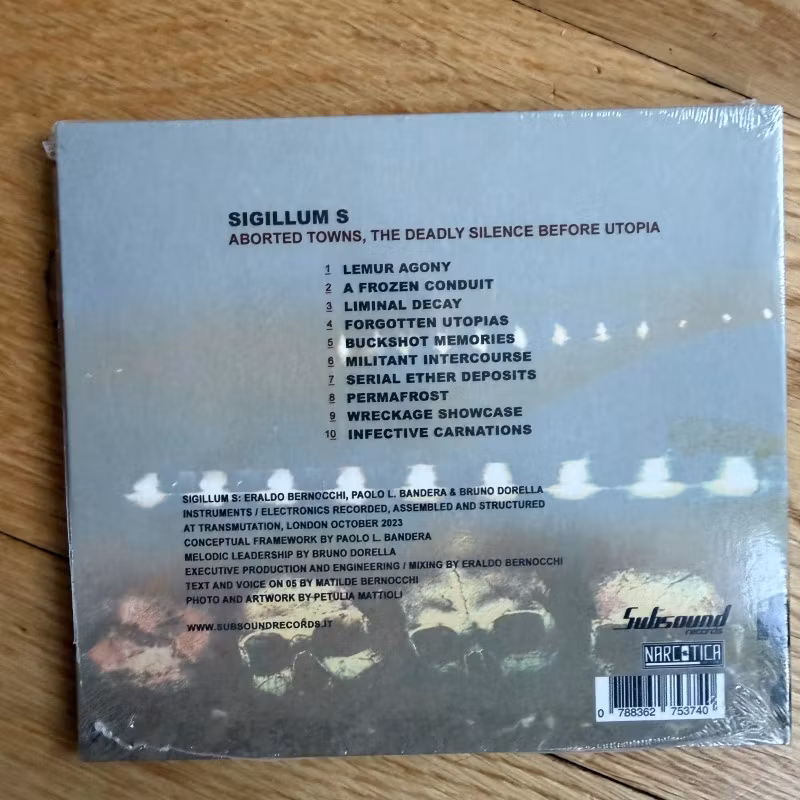 SIGILLUM S
ABORTED TOWNS, THE DEADLY SILENCE BEFORE UTOPIA
1 LEMUR AGONY
2 A FROZEN CONDUIT
3 LIMINAL DECAY
4 FORGOTTEN UTOPIAS
5 BUCKSHOT MEMORIES
6 MILITANT INTERCOURSE
7 SERIAL ETHER DEPOSITS
8 PERMAFROST
9 WRECKAGE SHOWCASE
10 INFECTIVE CARNATIONS
SIGILLUM S: ERALDO BERNOCCHI, PAOLO L. BANDERA & BRUNO DORELLA
INSTRUMENTS / ELECTRONICS RECORDED, ASSEMBLED AND STRUCTURED
AT TRANSMUTATION, LONDON OCTOBER 2023
CONCEPTUAL FRAMEWORK BY PAOLO L. BANDERA
MELODIC LEADERSHIP BY BRUNO DORELLA
EXECUTIVE PRODUCTION AND ENGINEERING / MIXING BY ERALDO BERNOCCHI
TEXT AND VOICE ON 05 BY MATILDE BERNOCCHI
PHOTO AND ARTWORK BY PETULIA MATTIOLI
WWW.SUBSOUNDRECORDS.IT
Subsound
records
NARCOTICA
0 788362 753740